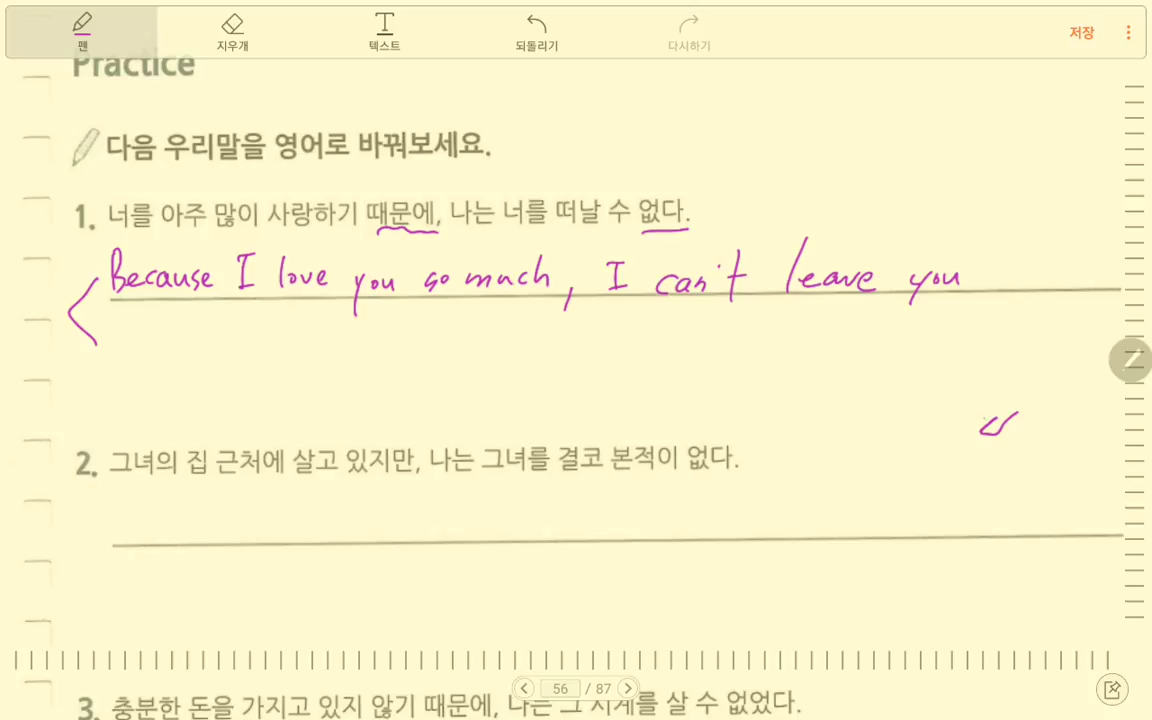 펜 지우개 텍스트 되돌리기 다시하기 저장
Practice
다음 우리말을 영어로 바꿔보세요.
1. 너를 아주 많이 사랑하기 때문에, 나는 너를 떠날 수 없다.
Because I love you so much, I can't leave you
2. 그녀의 집 근처에 살고 있지만, 나는 그녀를 결코 본적이 없다.
56 / 87
3. 충분한 돈을 가지고 있지 않기 때문에, 나는 그 시계를 살 수 없었다.